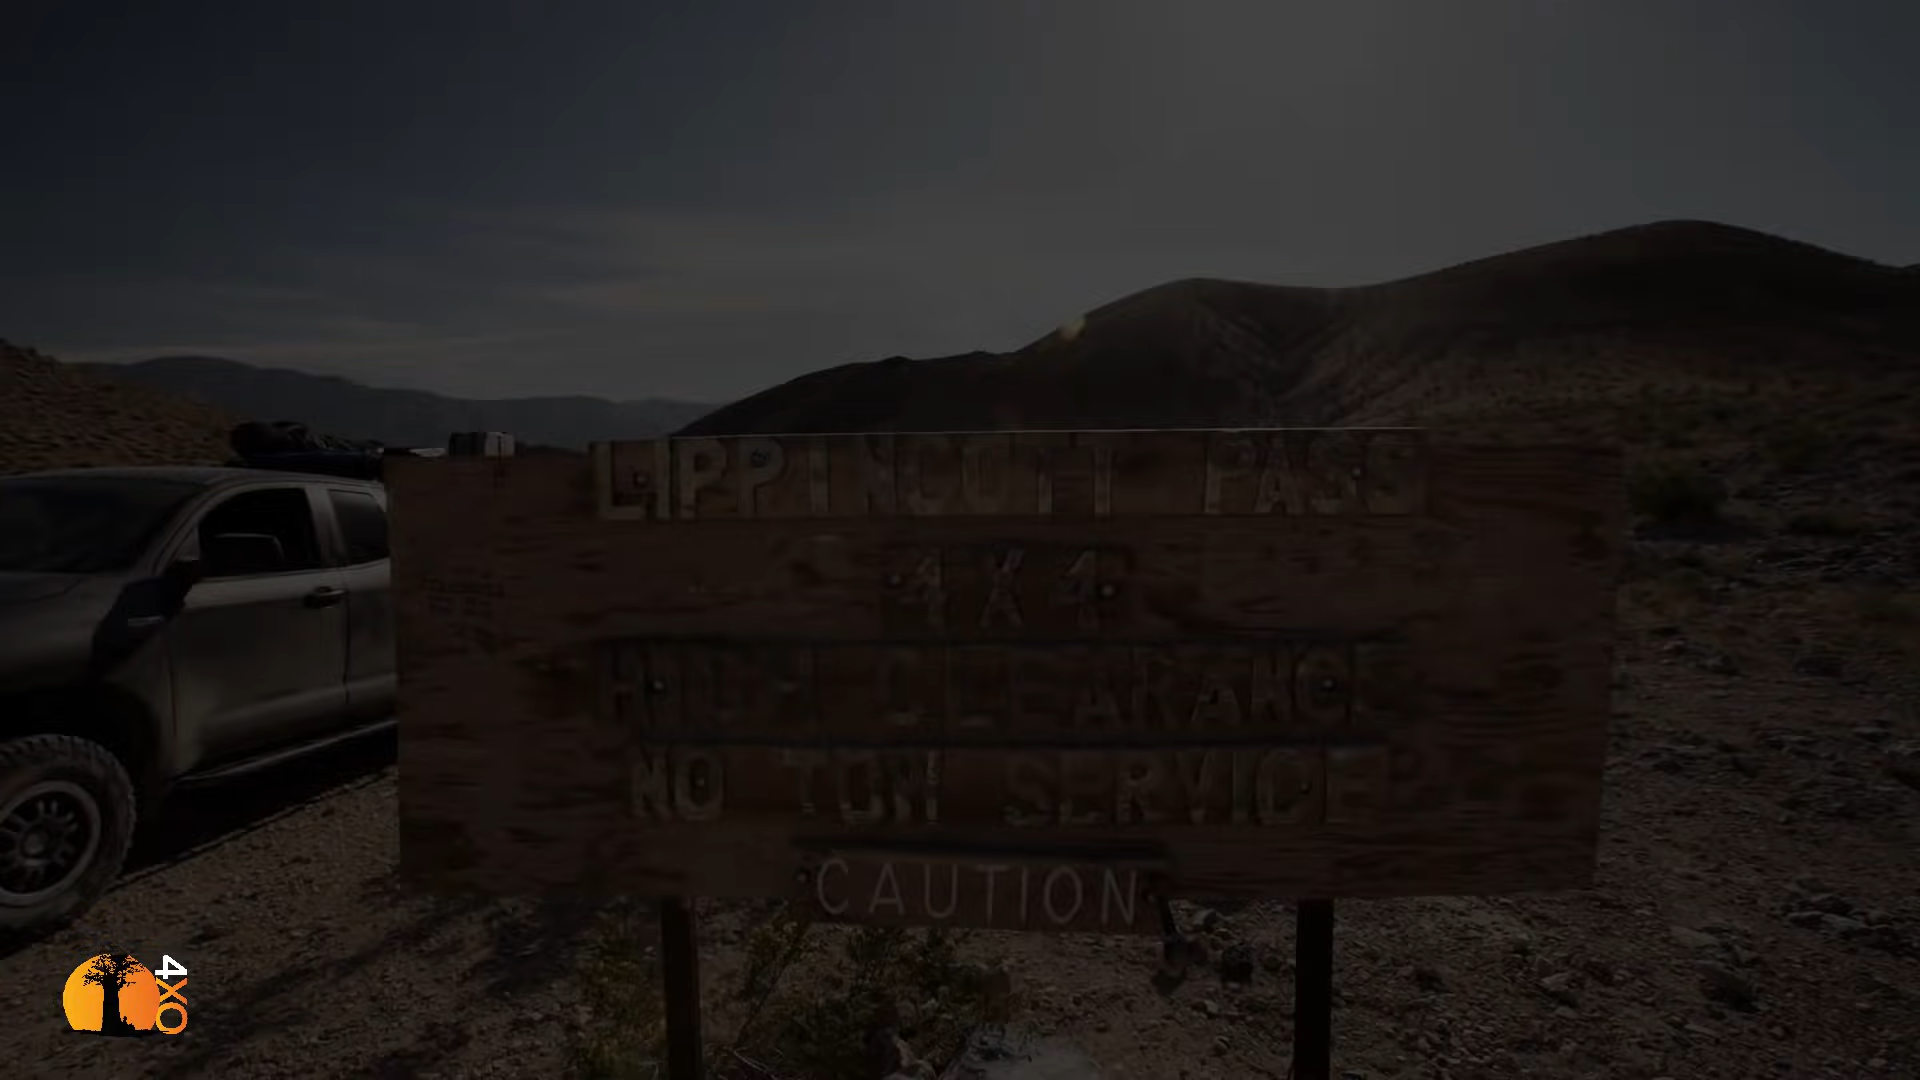 LIPPINCOTT PASS
4 X 4
HIGH CLEARANCE
NO TOW SERVICE
CAUTION
4XO